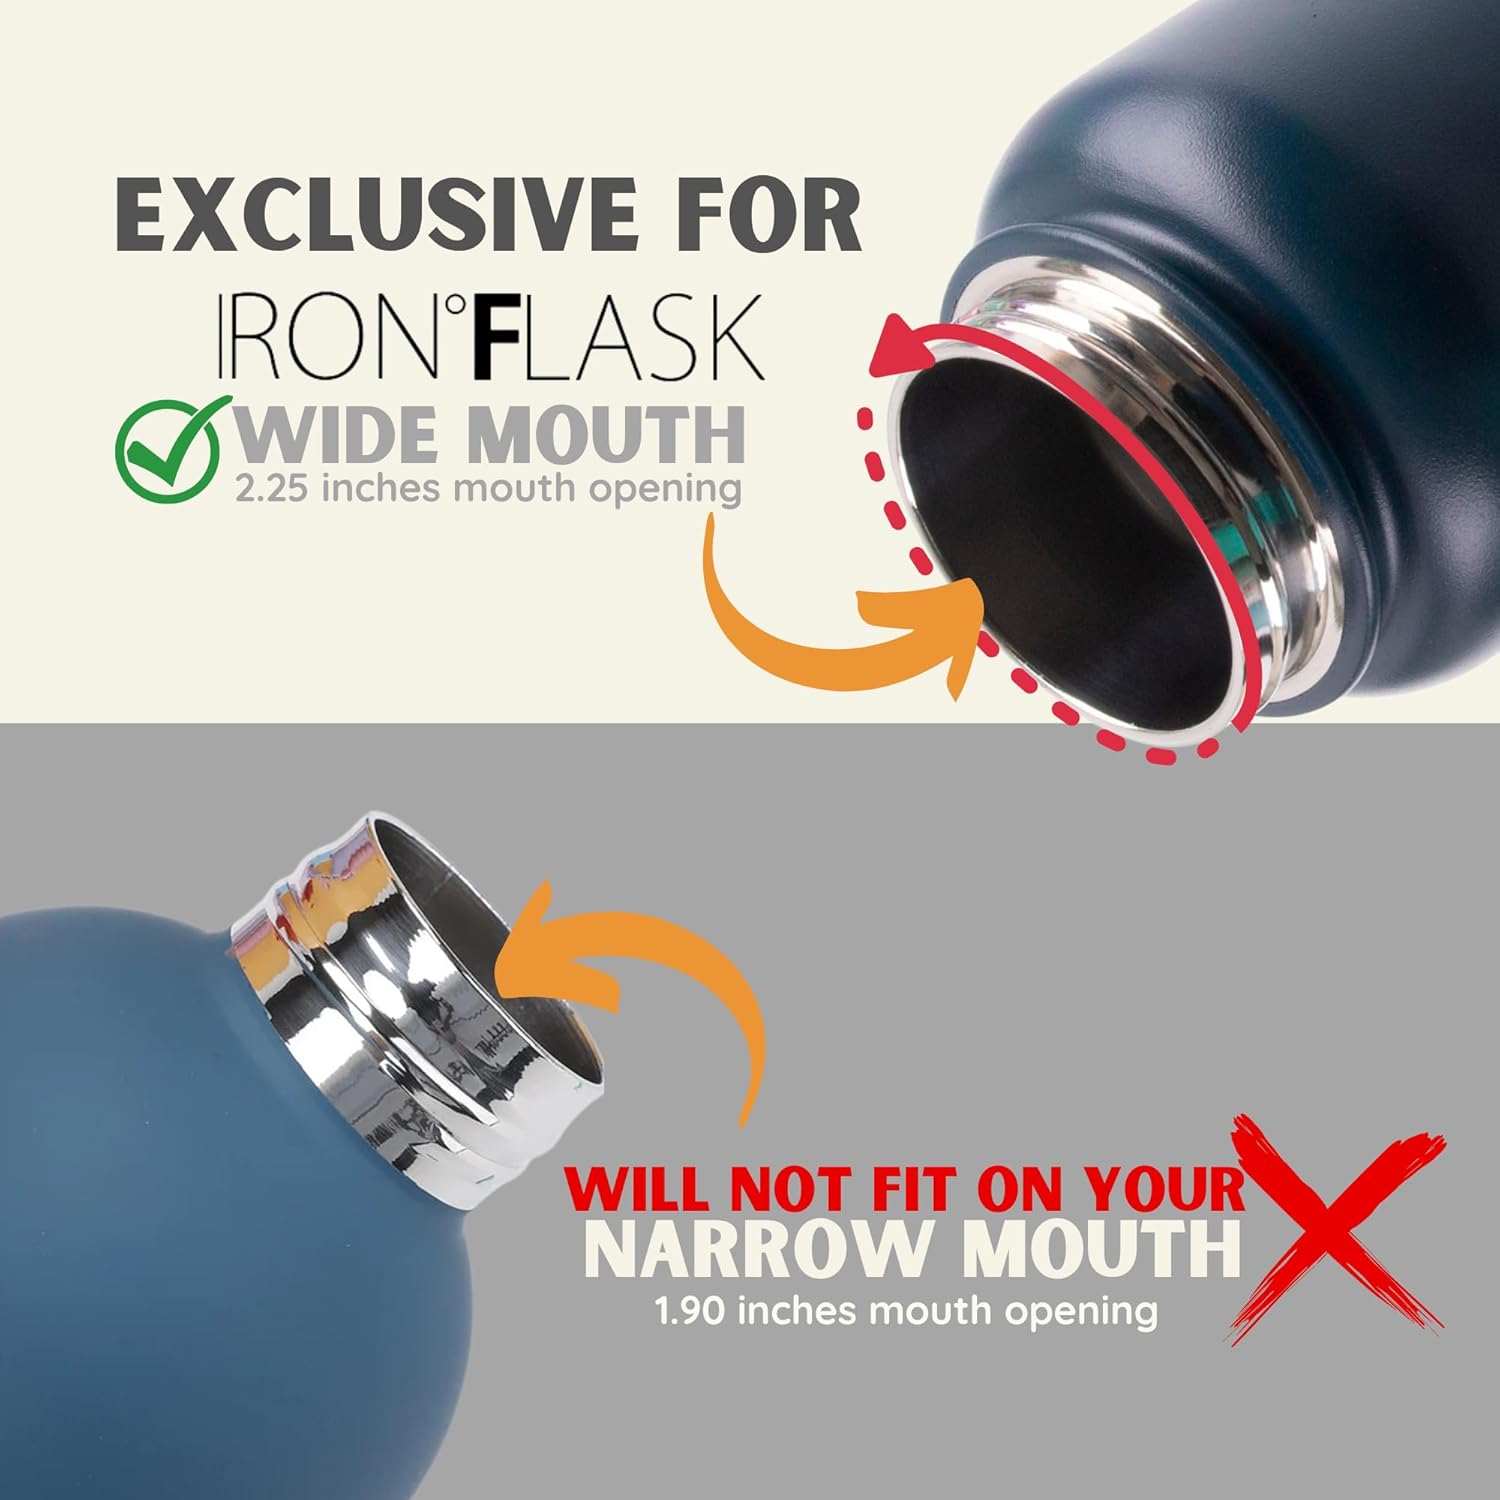 EXCLUSIVE FOR
IRON°FLASK
WIDE MOUTH
2.25 inches mouth opening
WILL NOT FIT ON YOUR
NARROW MOUTH
1.90 inches mouth opening